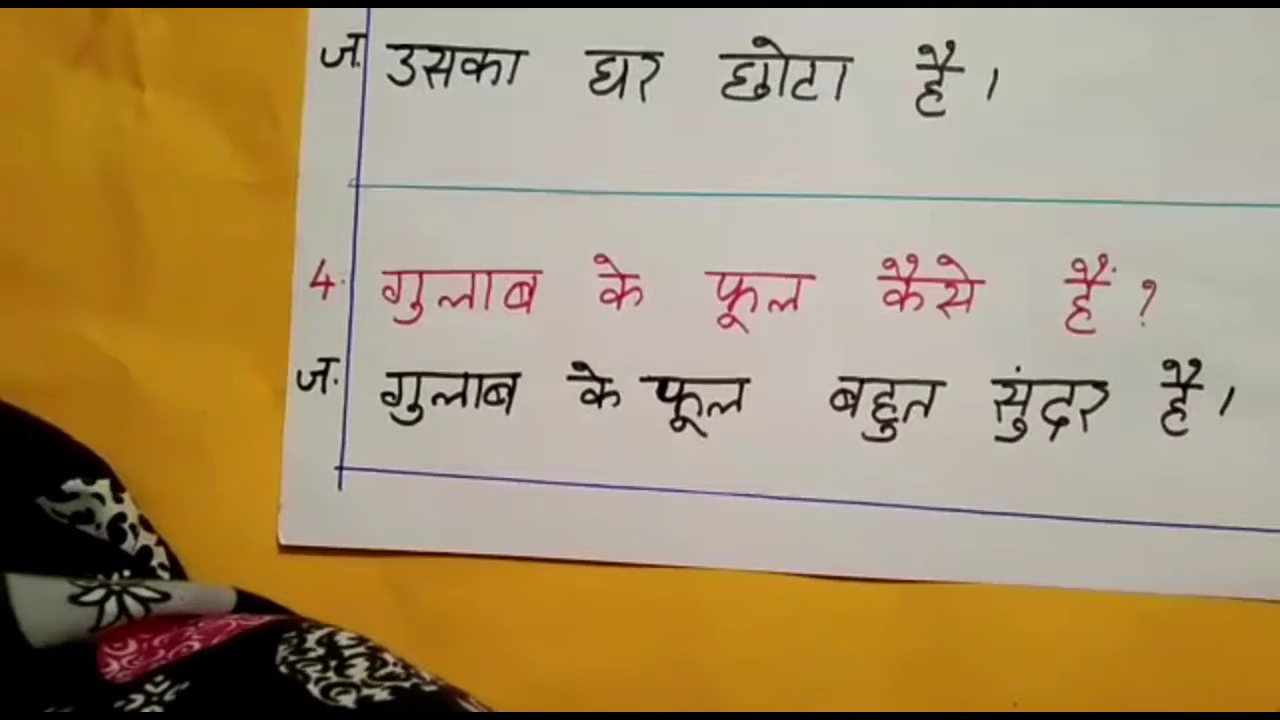 ज. उसका घर छोटा है।
4. गुलाब के फूल कैसे हैं?
ज. गुलाब के फूल बहुत सुंदर है।